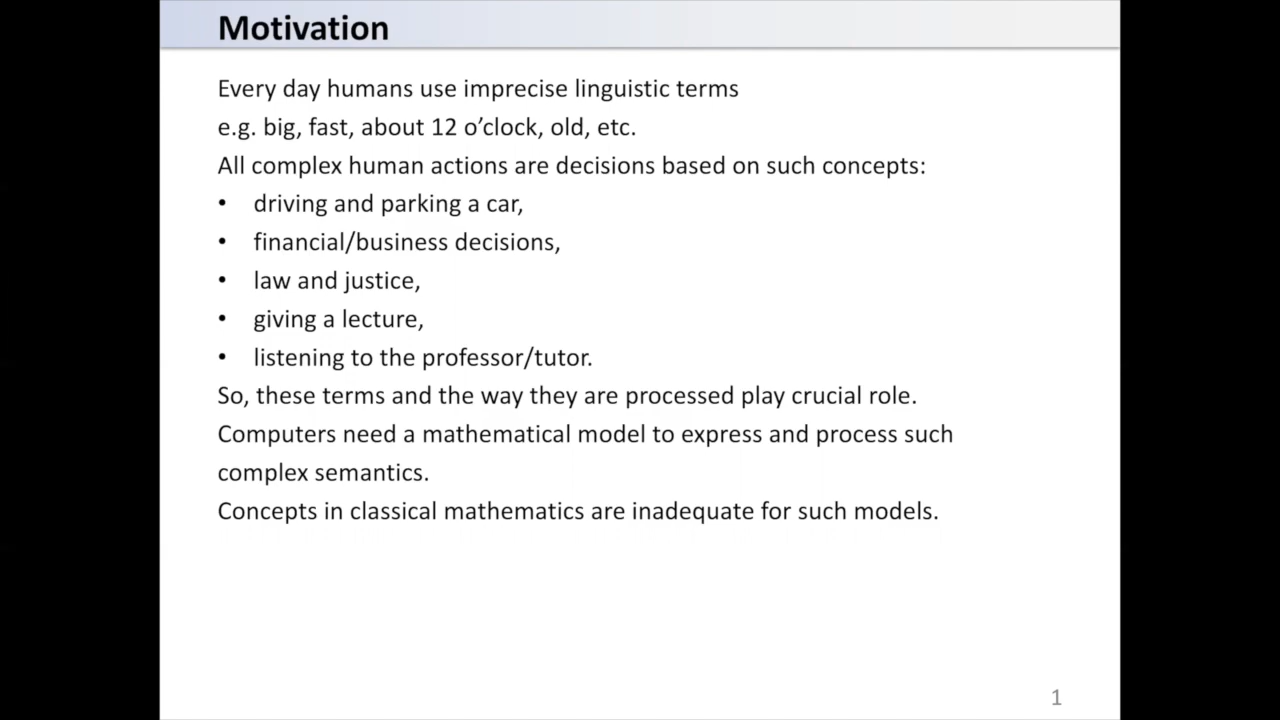 Motivation
Every day humans use imprecise linguistic terms
e.g. big, fast, about 12 o’clock, old, etc.
All complex human actions are decisions based on such concepts:
• driving and parking a car,
• financial/business decisions,
• law and justice,
• giving a lecture,
• listening to the professor/tutor.
So, these terms and the way they are processed play crucial role.
Computers need a mathematical model to express and process such
complex semantics.
Concepts in classical mathematics are inadequate for such models.
1